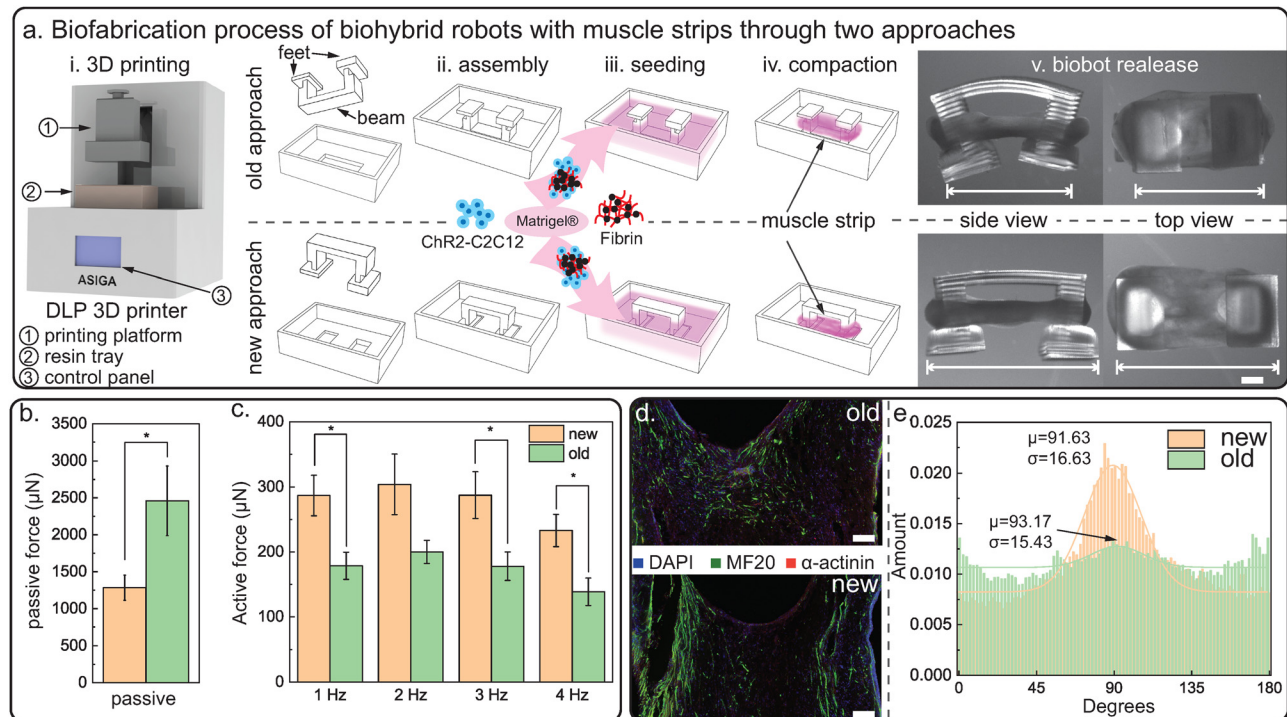 a. Biofabrication process of biohybrid robots with muscle strips through two approaches
i. 3D printing
feet
ii. assembly
iii. seeding
iv. compaction
v. biobot realease
①
②
③
beam
old approach
ASIGA
DLP 3D printer
① printing platform
② resin tray
③ control panel
ChR2-C2C12
Matrigel®
Fibrin
muscle strip
side view
top view
new approach
b.
passive force (µN)
3500
3000
2500
2000
1500
1000
500
0
*
passive
c.
Active force (µN)
400
300
200
100
0
*
*
*
new
old
1 Hz
2 Hz
3 Hz
4 Hz
d.
old
DAPI
MF20
α-actinin
new
e
Amount
0.025
0.020
0.015
0.010
0.005
0.000
µ=91.63
σ=16.63
µ=93.17
σ=15.43
new
old
0
45
90
135
180
Degrees